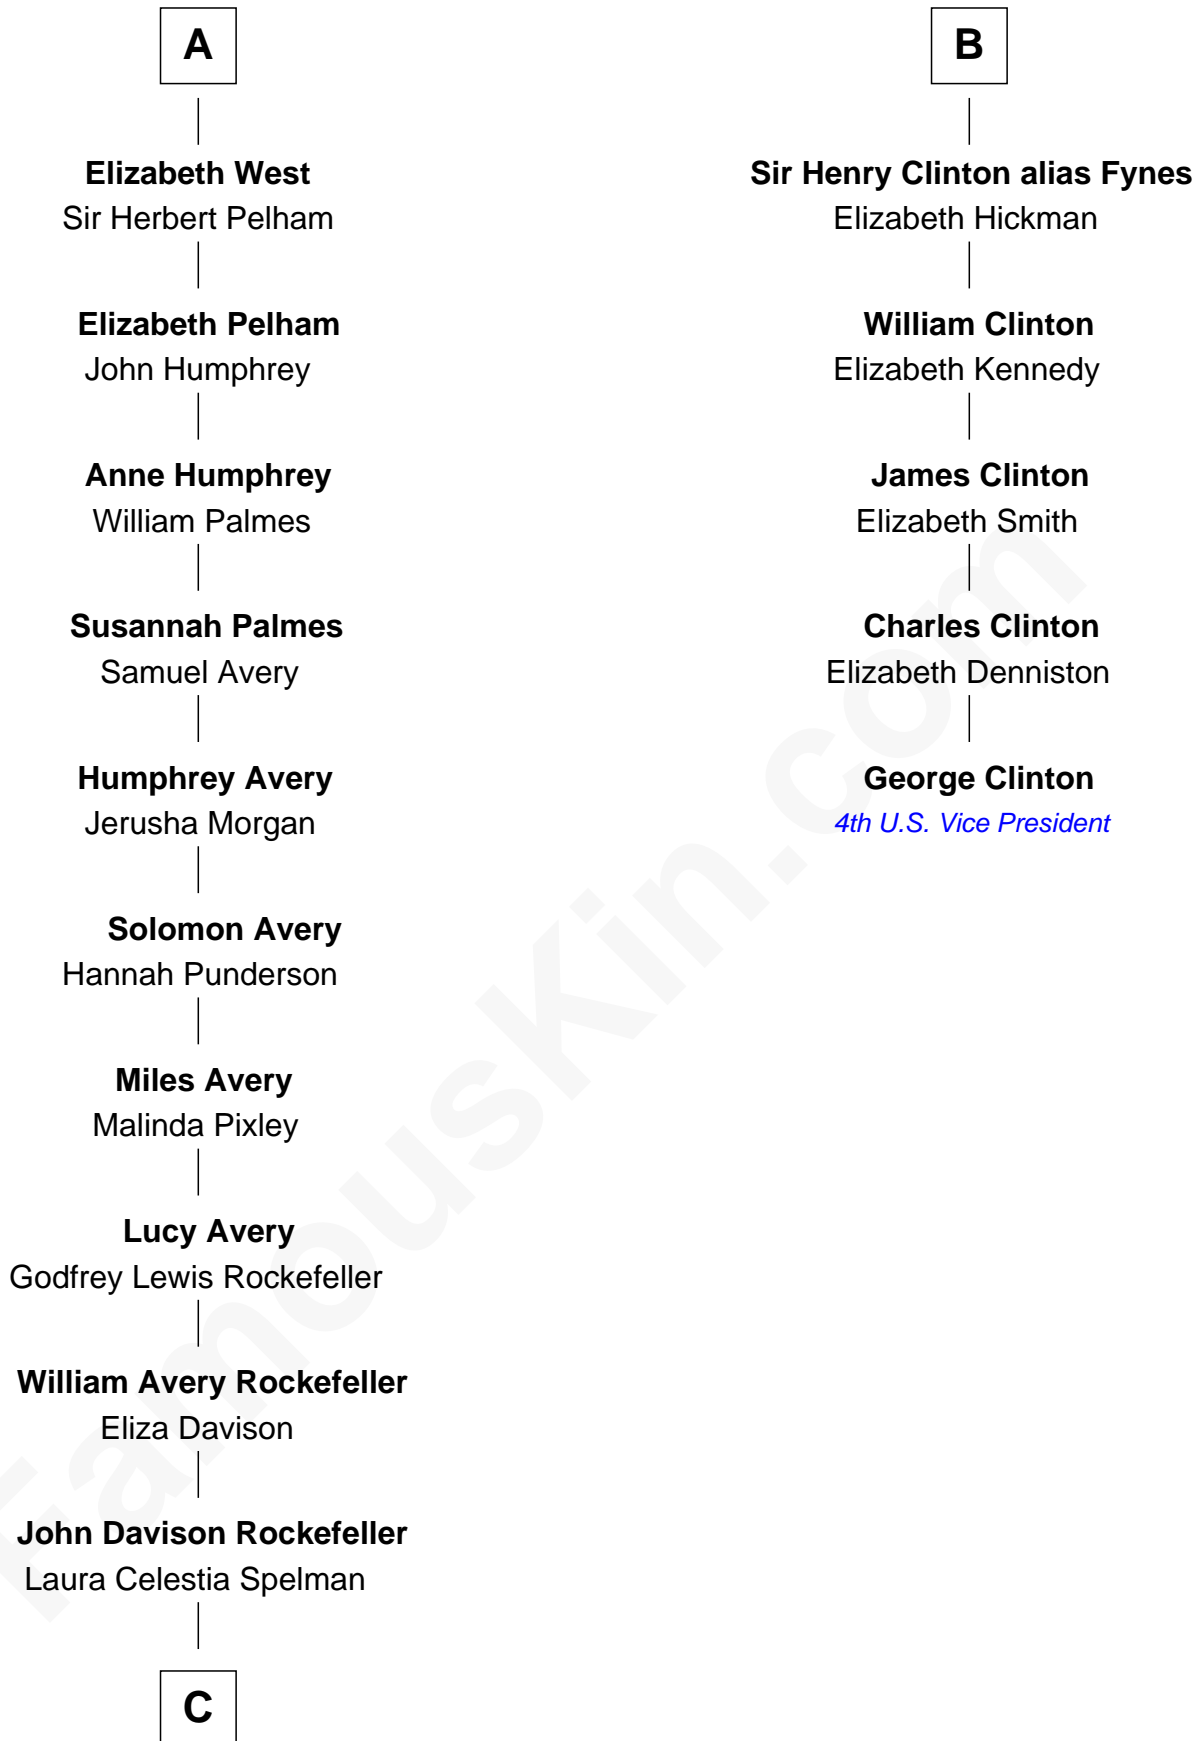 A
Elizabeth West
Sir Herbert Pelham
Elizabeth Pelham
John Humphrey
Anne Humphrey
William Palmes
Susannah Palmes
Samuel Avery
Humphrey Avery
Jerusha Morgan
Solomon Avery
Hannah Punderson
Miles Avery
Malinda Pixley
Lucy Avery
Godfrey Lewis Rockefeller
William Avery Rockefeller
Eliza Davison
John Davison Rockefeller
Laura Celestia Spelman
C
B
Sir Henry Clinton alias Fynes
Elizabeth Hickman
William Clinton
Elizabeth Kennedy
James Clinton
Elizabeth Smith
Charles Clinton
Elizabeth Denniston
George Clinton
4th U.S. Vice President
FamousKin.com